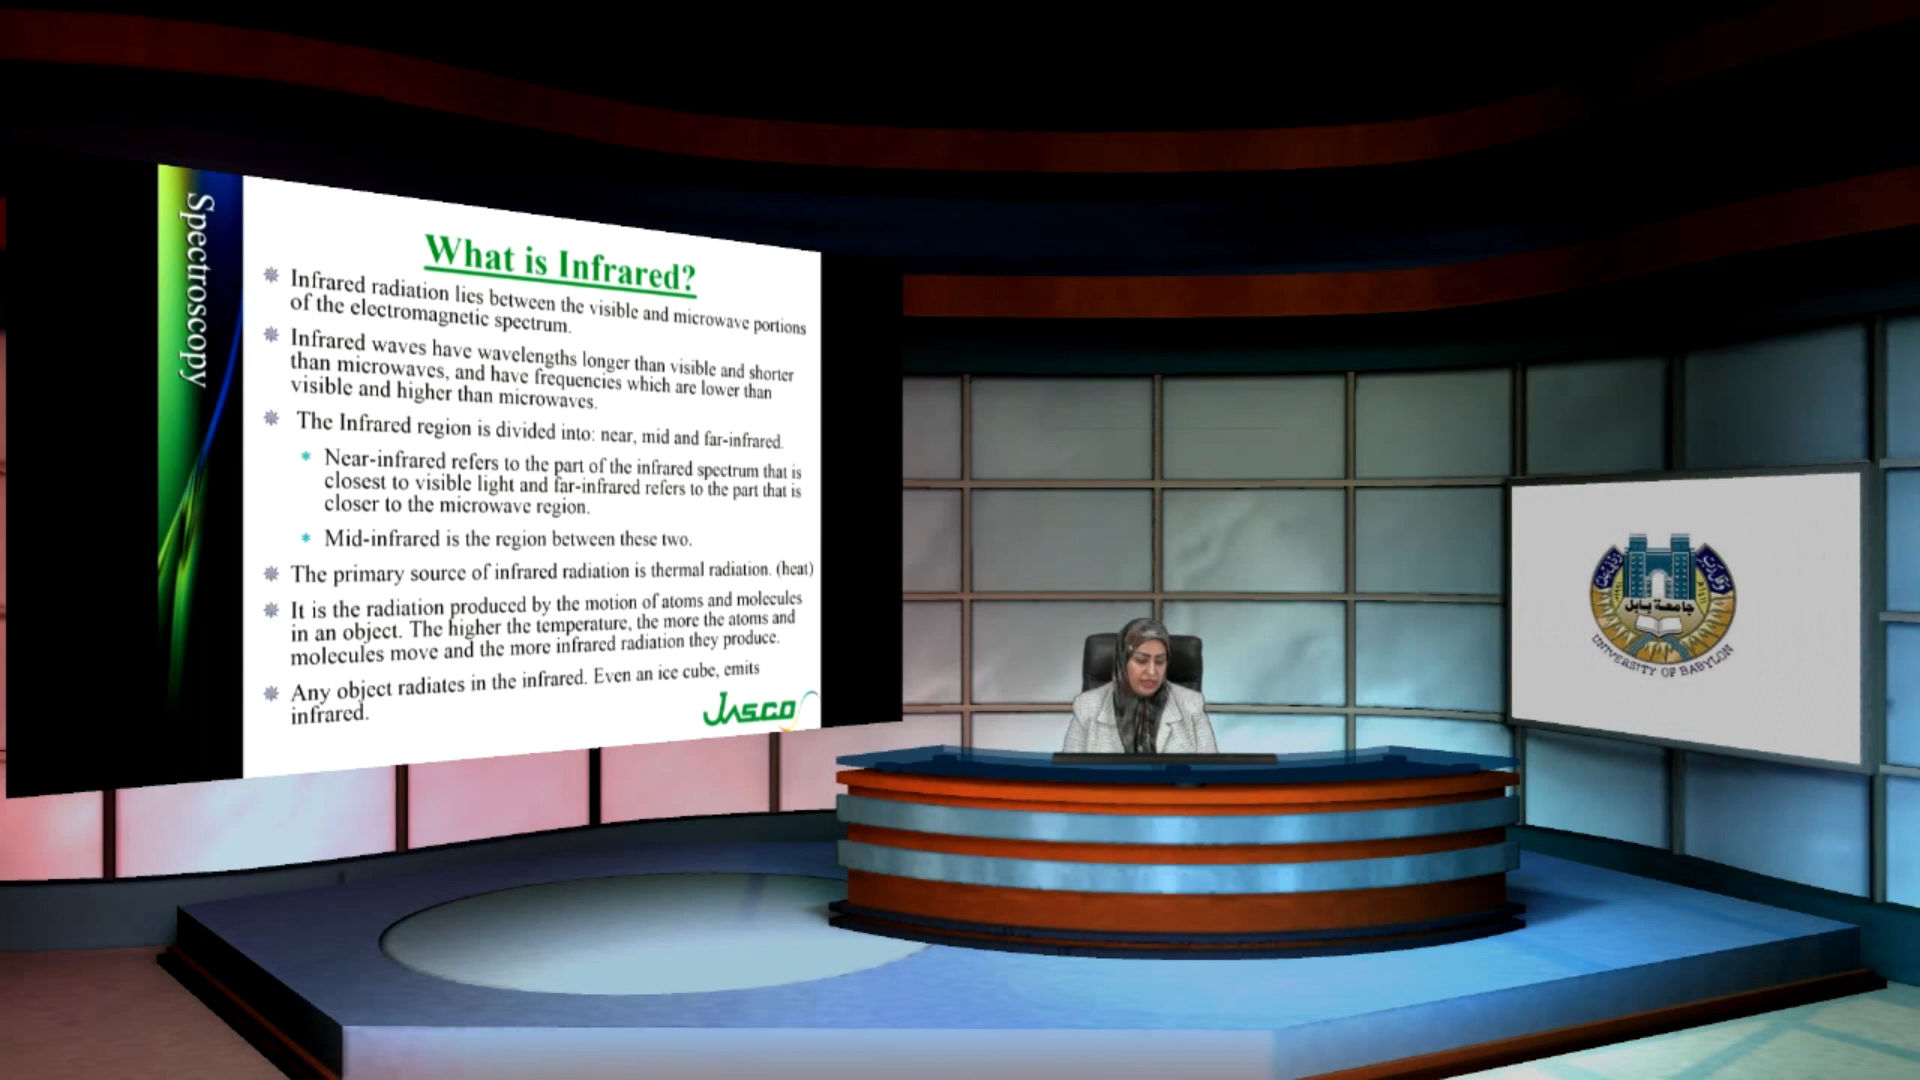 Spectroscopy
What is Infrared?
Infrared radiation lies between the visible and microwave portions
of the electromagnetic spectrum.
Infrared waves have wavelengths longer than visible and shorter
than microwaves, and have frequencies which are lower than
visible and higher than microwaves.
The Infrared region is divided into: near, mid and far-infrared.
Near-infrared refers to the part of the infrared spectrum that is
closest to visible light and far-infrared refers to the part that is
closer to the microwave region.
Mid-infrared is the region between these two.
The primary source of infrared radiation is thermal radiation. (heat)
It is the radiation produced by the motion of atoms and molecules
in an object. The higher the temperature, the more the atoms and
molecules move and the more infrared radiation they produce.
Any object radiates in the infrared. Even an ice cube, emits
infrared.
Jasco
جامعة بابل
UNIVERSITY OF BABYLON